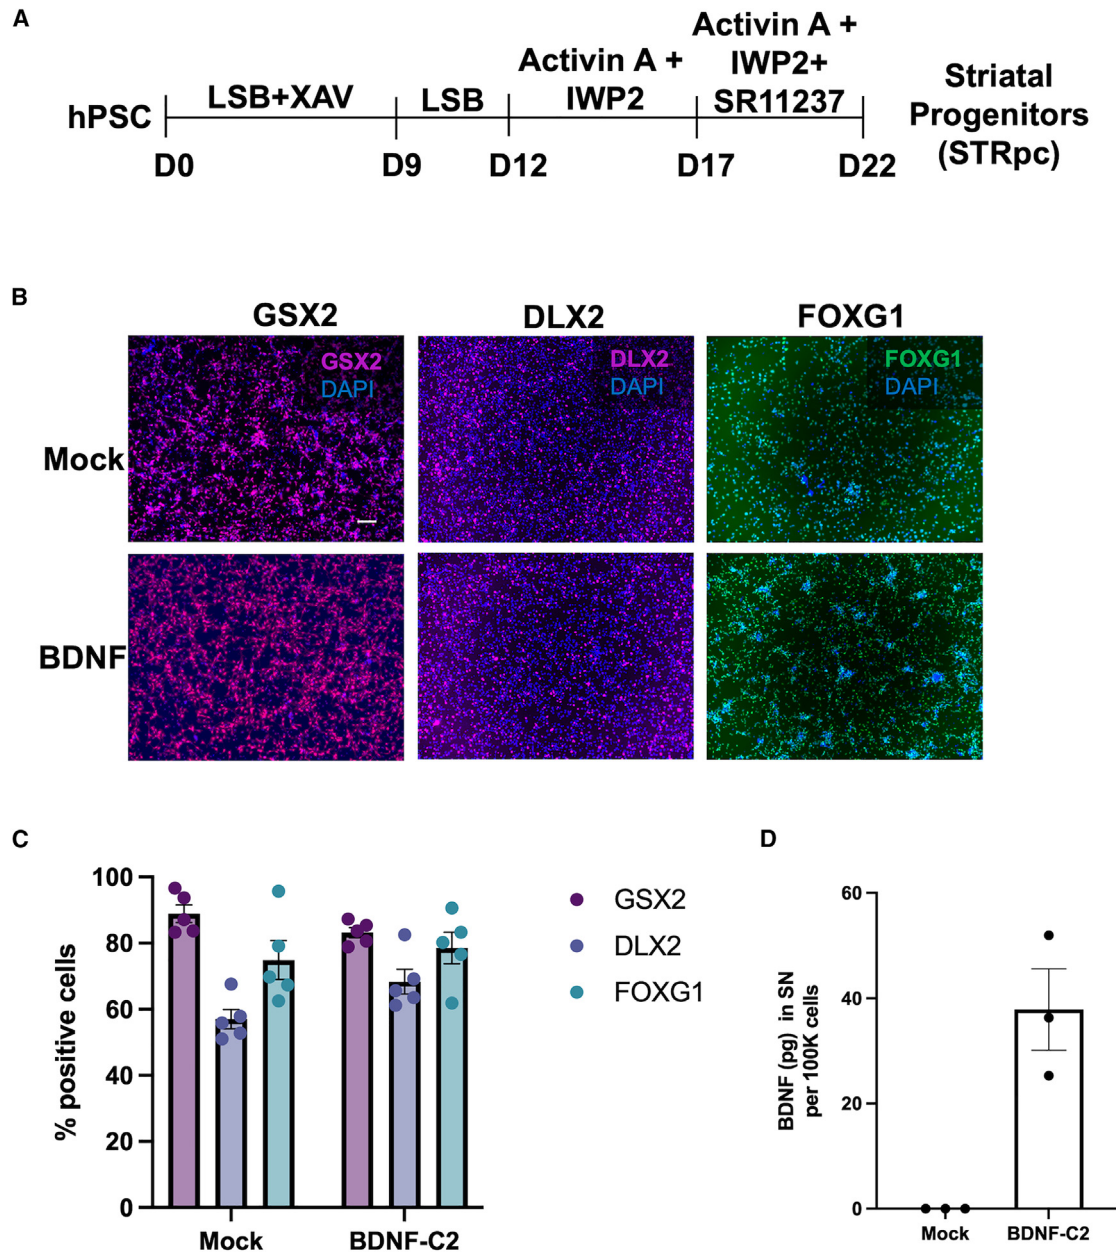 A
hPSC
LSB+XAV
LSB
Activin A +
IWP2
Activin A +
IWP2+
SR11237
Striatal
Progenitors
(STRpc)
D0
D9
D12
D17
D22
B
GSX2
DLX2
FOXG1
Mock
GSX2
DAPI
DLX2
DAPI
FOXG1
DAPI
BDNF
C
% positive cells
100
80
60
40
20
0
Mock
BDNF-C2
GSX2
DLX2
FOXG1
D
BDNF (pg) in SN
per 100K cells
60
40
20
0
Mock
BDNF-C2